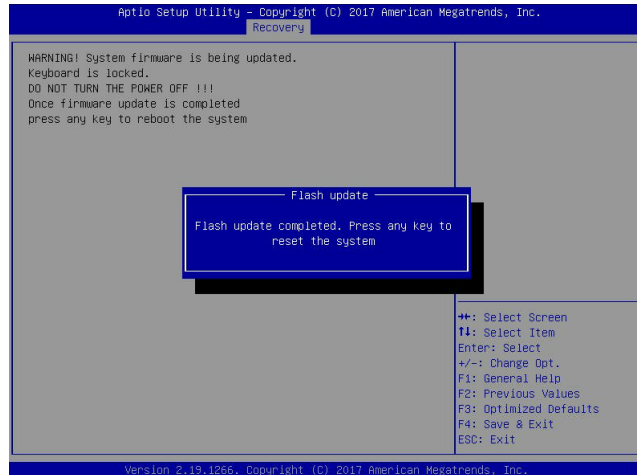 Aptio Setup Utility – Copyright (C) 2017 American Megatrends, Inc.
Recovery
WARNING! System firmware is being updated.
Keyboard is locked.
DO NOT TURN THE POWER OFF !!!
Once firmware update is completed
press any key to reboot the system
Flash update
Flash update completed. Press any key to
reset the system
→←: Select Screen
↑↓: Select Item
Enter: Select
+/-: Change Opt.
F1: General Help
F2: Previous Values
F3: Optimized Defaults
F4: Save & Exit
ESC: Exit
Version 2.19.1266. Copyright (C) 2017 American Megatrends, Inc.